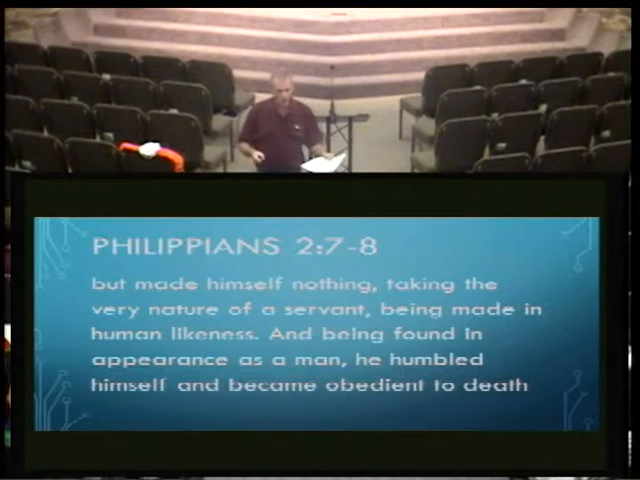 PHILIPPIANS 2:7-8
but made himself nothing, taking the
very nature of a servant, being made in
human likeness. And being found in
appearance as a man, he humbled
himself and became obedient to death